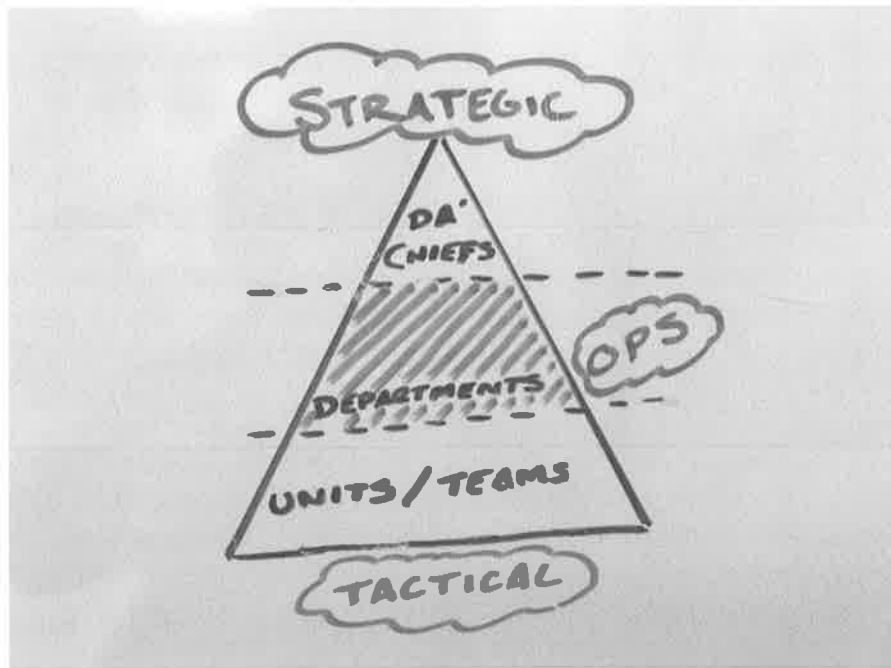 STRATEGIC
DA'
CHIEFS
OPS
DEPARTMENTS
UNITS/TEAMS
TACTICAL